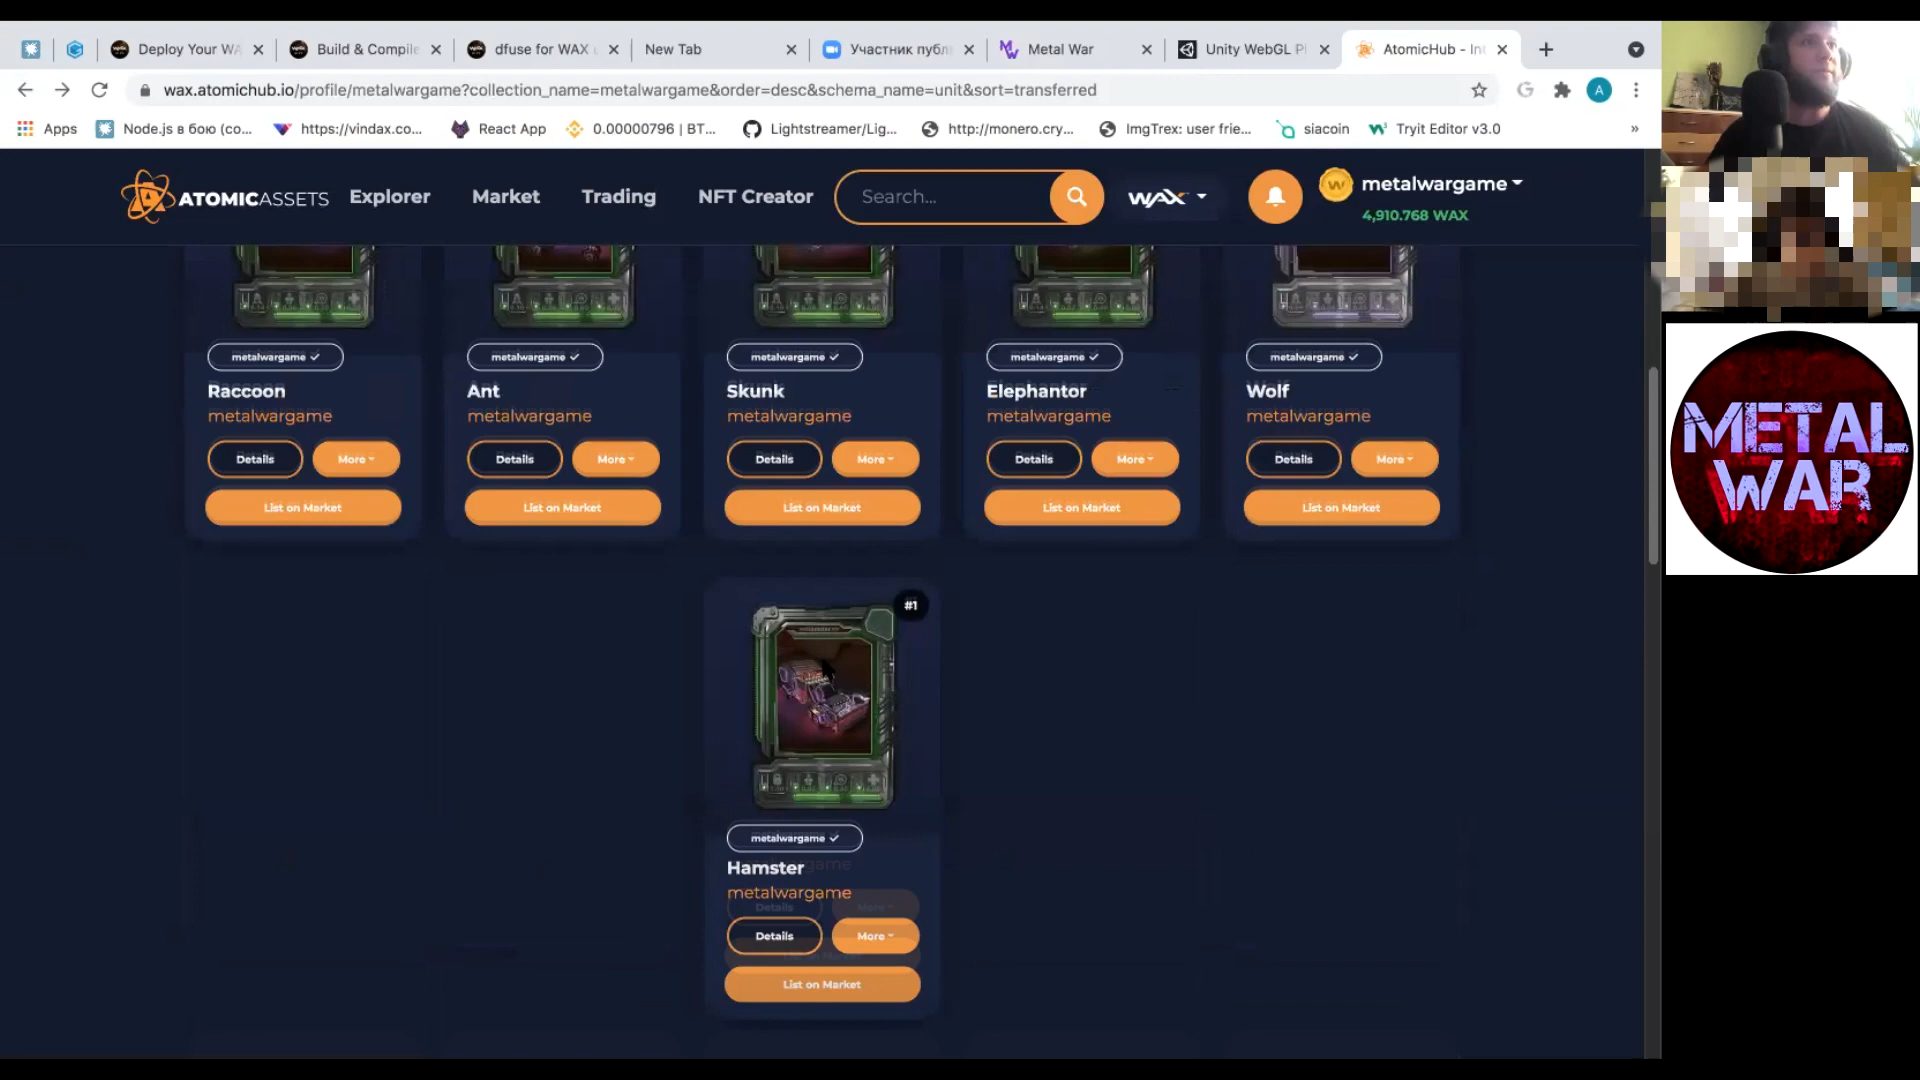 Deploy Your WA
Build & Compile
dfuse for WAX
New Tab
Участник публ
Metal War
Unity WebGL Pl
AtomicHub - Int
wax.atomichub.io/profile/metalwargame?collection_name=metalwargame&order=desc&schema_name=unit&sort=transferred
A
Apps
Node.js в бою (co...
https://vindax.co...
React App
0.00000796 | BT...
Lightstreamer/Lig...
http://monero.cry...
ImgTrex: user frie...
siacoin
Tryit Editor v3.0
»
ATOMICASSETS
Explorer
Market
Trading
NFT Creator
Search...
WAX
metalwargame
4,910.768 WAX
metalwargame
metalwargame
metalwargame
metalwargame
metalwargame
Raccoon
Ant
Skunk
Elephantor
Wolf
metalwargame
metalwargame
metalwargame
metalwargame
metalwargame
Details More
Details More
Details More
Details More
Details More
List on Market
List on Market
List on Market
List on Market
List on Market
#1
metalwargame
Hamster
metalwargame
Details More
List on Market
METAL
WAR